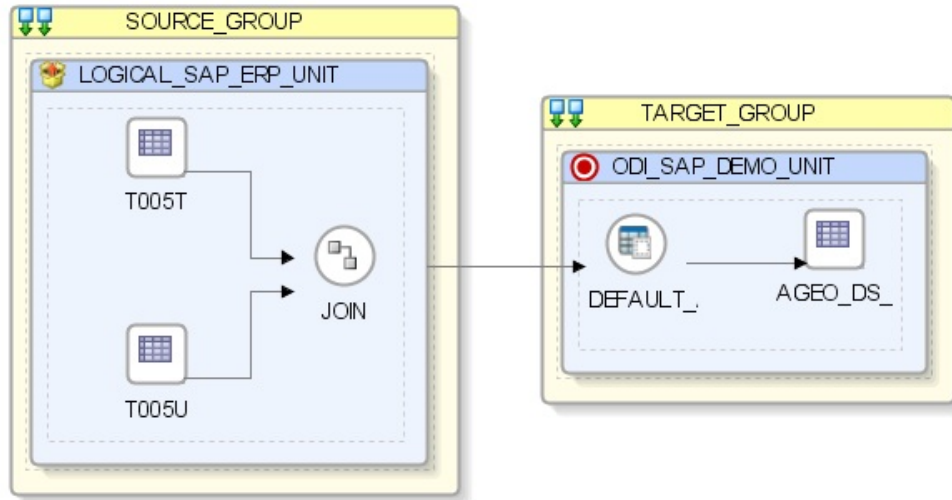 SOURCE_GROUP
LOGICAL_SAP_ERP_UNIT
T005T
JOIN
T005U
TARGET_GROUP
ODI_SAP_DEMO_UNIT
DEFAULT_.
AGEO_DS_